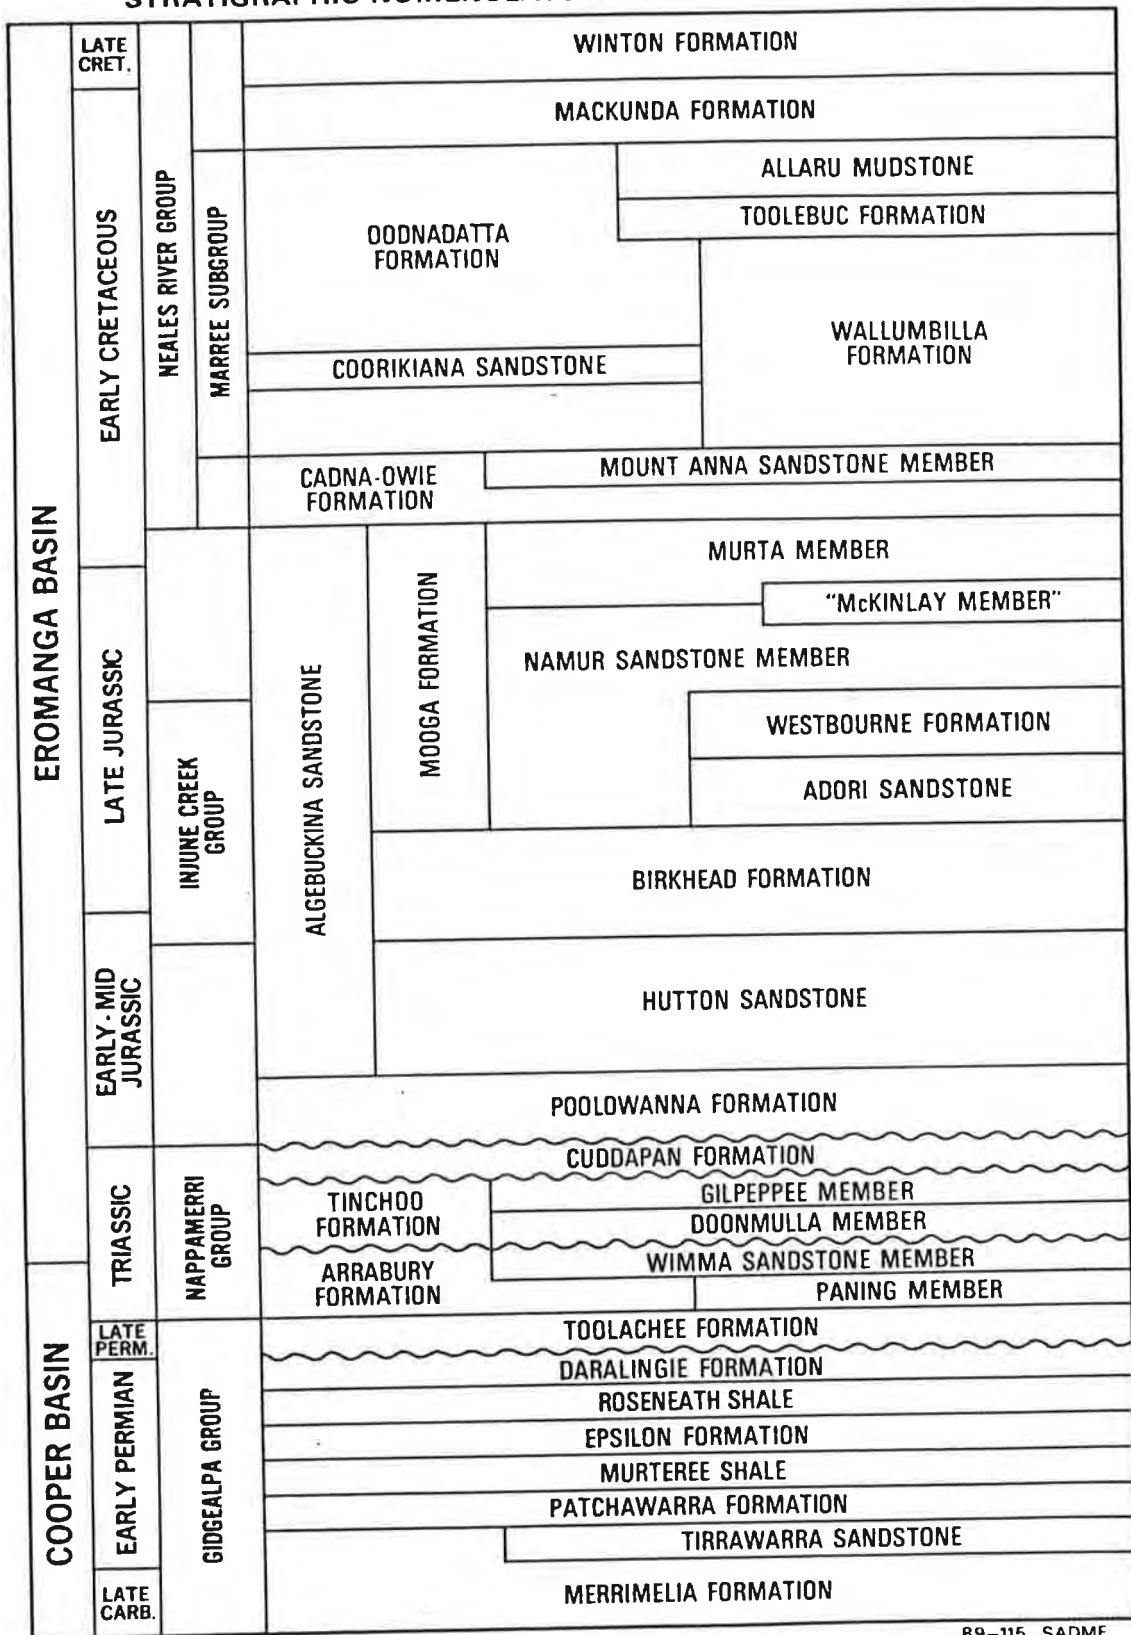 LATE
CRET.
WINTON FORMATION
MACKUNDA FORMATION
EROMANGA BASIN
EARLY CRETACEOUS
NEALES RIVER GROUP
MARREE SUBGROUP
OODNADATTA
FORMATION
ALLARU MUDSTONE
TOOLEBUC FORMATION
WALLUMBILLA
FORMATION
COORIKIANA SANDSTONE
CADNA-OWIE
FORMATION
MOUNT ANNA SANDSTONE MEMBER
LATE JURASSIC
INJUNE CREEK
GROUP
ALGEBUCKINA SANDSTONE
MOOGA FORMATION
MURTA MEMBER
"McKINLAY MEMBER"
NAMUR SANDSTONE MEMBER
WESTBOURNE FORMATION
ADORI SANDSTONE
BIRKHEAD FORMATION
EARLY-MID
JURASSIC
HUTTON SANDSTONE
POOLOWANNA FORMATION
TRIASSIC
NAPPAMERRI
GROUP
CUDDAPAN FORMATION
TINCHOO
FORMATION
GILPEPPEE MEMBER
DOONMULLA MEMBER
ARRABURY
FORMATION
WIMMA SANDSTONE MEMBER
PANING MEMBER
COOPER BASIN
LATE
PERM.
GIDGEALPA GROUP
TOOLACHEE FORMATION
EARLY PERMIAN
DARALINGIE FORMATION
ROSENEATH SHALE
EPSILON FORMATION
MURTEREE SHALE
PATCHAWARRA FORMATION
TIRRAWARRA SANDSTONE
LATE
CARB.
MERRIMELIA FORMATION
89-115 SADME